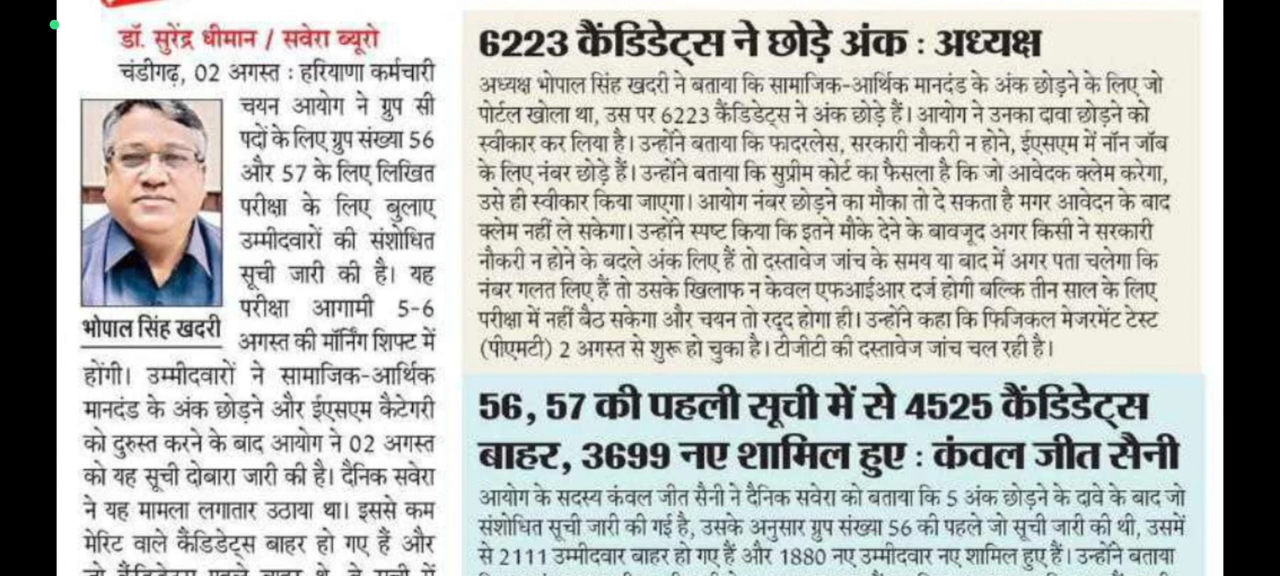 डॉ. सुरेंद्र धीमान / सवेरा ब्यूरो
चंडीगढ़, 02 अगस्त : हरियाणा कर्मचारी
चयन आयोग ने ग्रुप सी
पदों के लिए ग्रुप संख्या 56
और 57 के लिए लिखित
परीक्षा के लिए बुलाए
उम्मीदवारों की संशोधित
सूची जारी की है। यह
परीक्षा आगामी 5-6
अगस्त की मॉर्निंग शिफ्ट में
भोपाल सिंह खदरी
होंगी। उम्मीदवारों ने सामाजिक-आर्थिक
मानदंड के अंक छोड़ने और ईएसएम कैटेगरी
को दुरुस्त करने के बाद आयोग ने 02 अगस्त
को यह सूची दोबारा जारी की है। दैनिक सवेरा
ने यह मामला लगातार उठाया था। इससे कम
मेरिट वाले कैंडिडेट्स बाहर हो गए हैं और
6223 कैंडिडेट्स ने छोड़े अंक : अध्यक्ष
अध्यक्ष भोपाल सिंह खदरी ने बताया कि सामाजिक-आर्थिक मानदंड के अंक छोड़ने के लिए जो
पोर्टल खोला था, उस पर 6223 कैंडिडेट्स ने अंक छोड़े हैं। आयोग ने उनका दावा छोड़ने को
स्वीकार कर लिया है। उन्होंने बताया कि फादरलेस, सरकारी नौकरी न होने, ईएसएम में नॉन जॉब
के लिए नंबर छोड़े हैं। उन्होंने बताया कि सुप्रीम कोर्ट का फैसला है कि जो आवेदक क्लेम करेगा,
उसे ही स्वीकार किया जाएगा। आयोग नंबर छोड़ने का मौका तो दे सकता है मगर आवेदन के बाद
क्लेम नहीं ले सकेगा। उन्होंने स्पष्ट किया कि इतने मौके देने के बावजूद अगर किसी ने सरकारी
नौकरी न होने के बदले अंक लिए हैं तो दस्तावेज जांच के समय या बाद में अगर पता चलेगा कि
नंबर गलत लिए हैं तो उसके खिलाफ न केवल एफआईआर दर्ज होगी बल्कि तीन साल के लिए
परीक्षा में नहीं बैठ सकेगा और चयन तो रद्द होगा ही। उन्होंने कहा कि फिजिकल मेजरमेंट टेस्ट
(पीएमटी) 2 अगस्त से शुरू हो चुका है। टीजीटी की दस्तावेज जांच चल रही है।
56, 57 की पहली सूची में से 4525 कैंडिडेट्स
बाहर, 3699 नए शामिल हुए : कंवल जीत सैनी
आयोग के सदस्य कंवल जीत सैनी ने दैनिक सवेरा को बताया कि 5 अंक छोड़ने के दावे के बाद जो
संशोधित सूची जारी की गई है, उसके अनुसार ग्रुप संख्या 56 की पहले जो सूची जारी की थी, उसमें
से 2111 उम्मीदवार बाहर हो गए हैं और 1880 नए उम्मीदवार नए शामिल हुए हैं। उन्होंने बताया